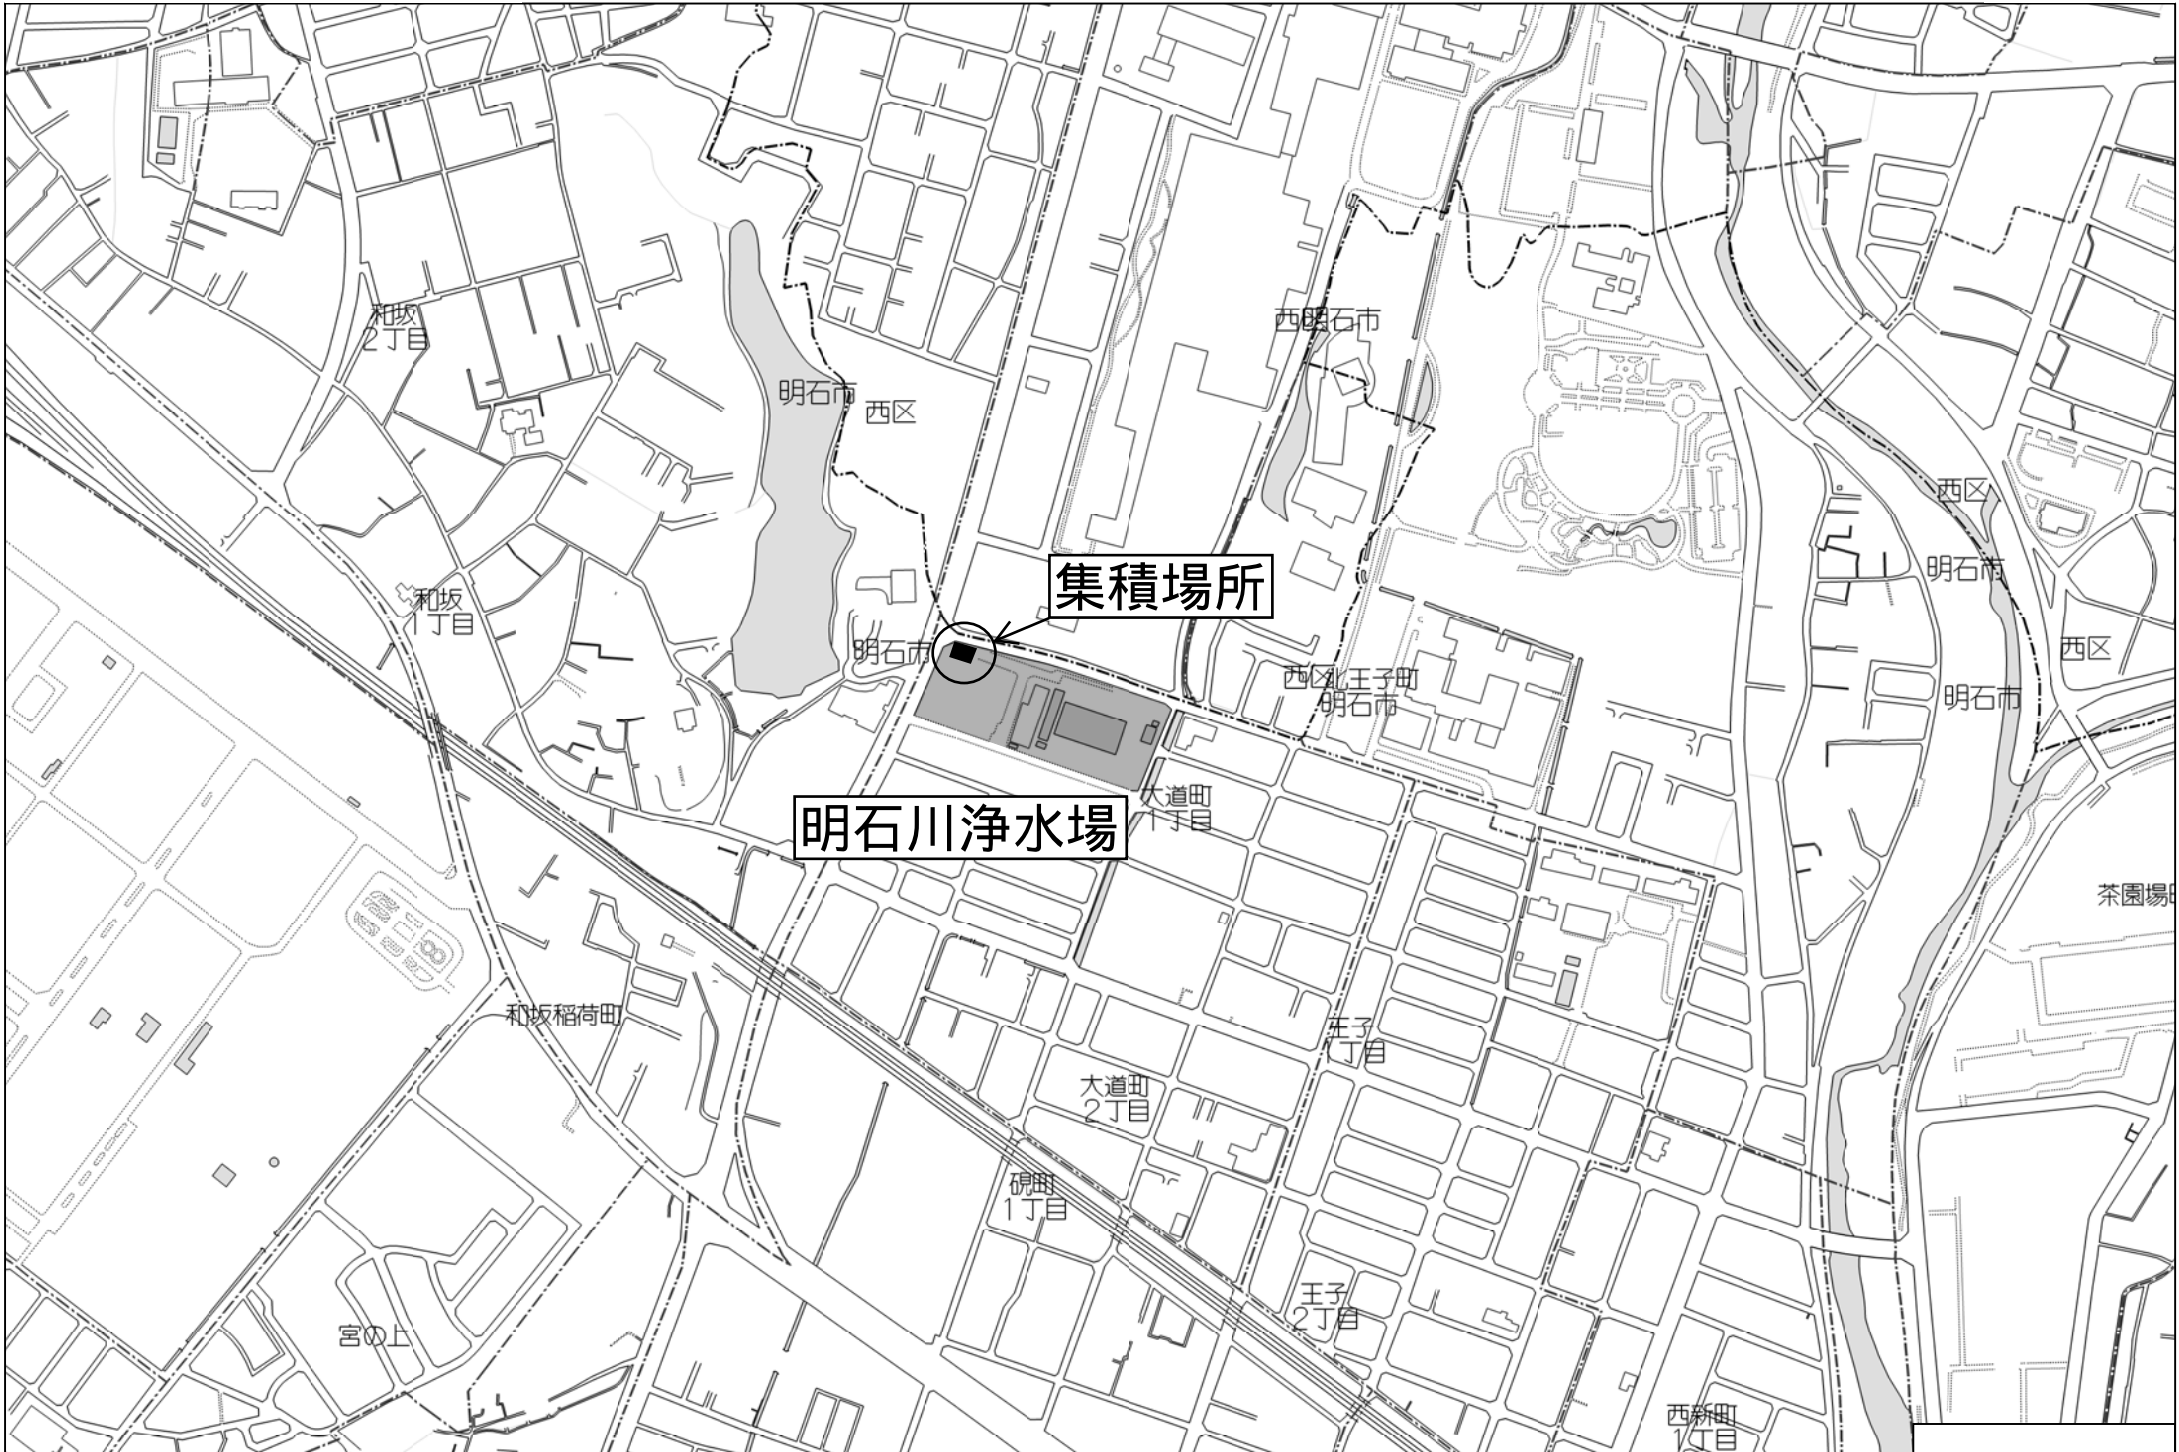 和坂
2丁目
西明石市
明石市
西区
西区
集積場所
明石市
和坂
1丁目
明石市
西区
西区
北王子町
明石市
明石市
大道町
1丁目
明石川浄水場
茶園場町
和坂稲荷町
王子
1丁目
大道町
2丁目
硯町
1丁目
王子
2丁目
宮の上
西新町
1丁目